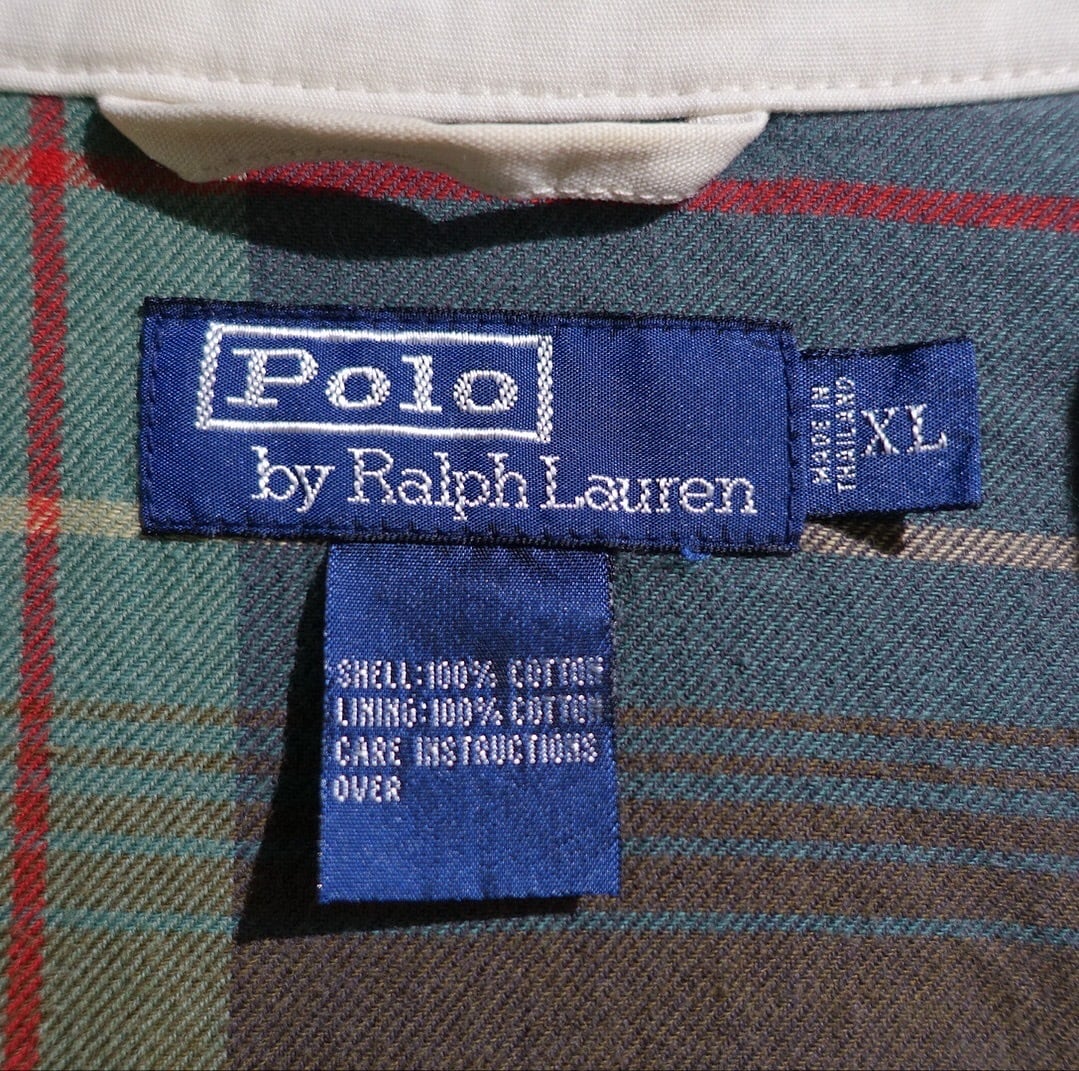 Polo
by Ralph Lauren
MADE IN
THAILAND
XL
SHELL:100% COTTON
LINING:100% COTTON
CARE INSTRUCTIONS
OVER